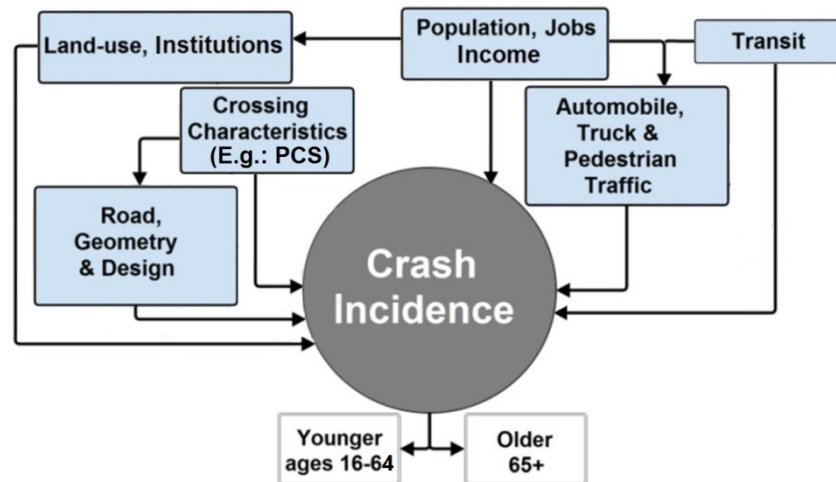 Land-use, Institutions
Population, Jobs
Income
Transit
Crossing
Characteristics
(E.g.: PCS)
Automobile,
Truck &
Pedestrian
Traffic
Road,
Geometry
& Design
Crash
Incidence
Younger
ages 16-64
Older
65+